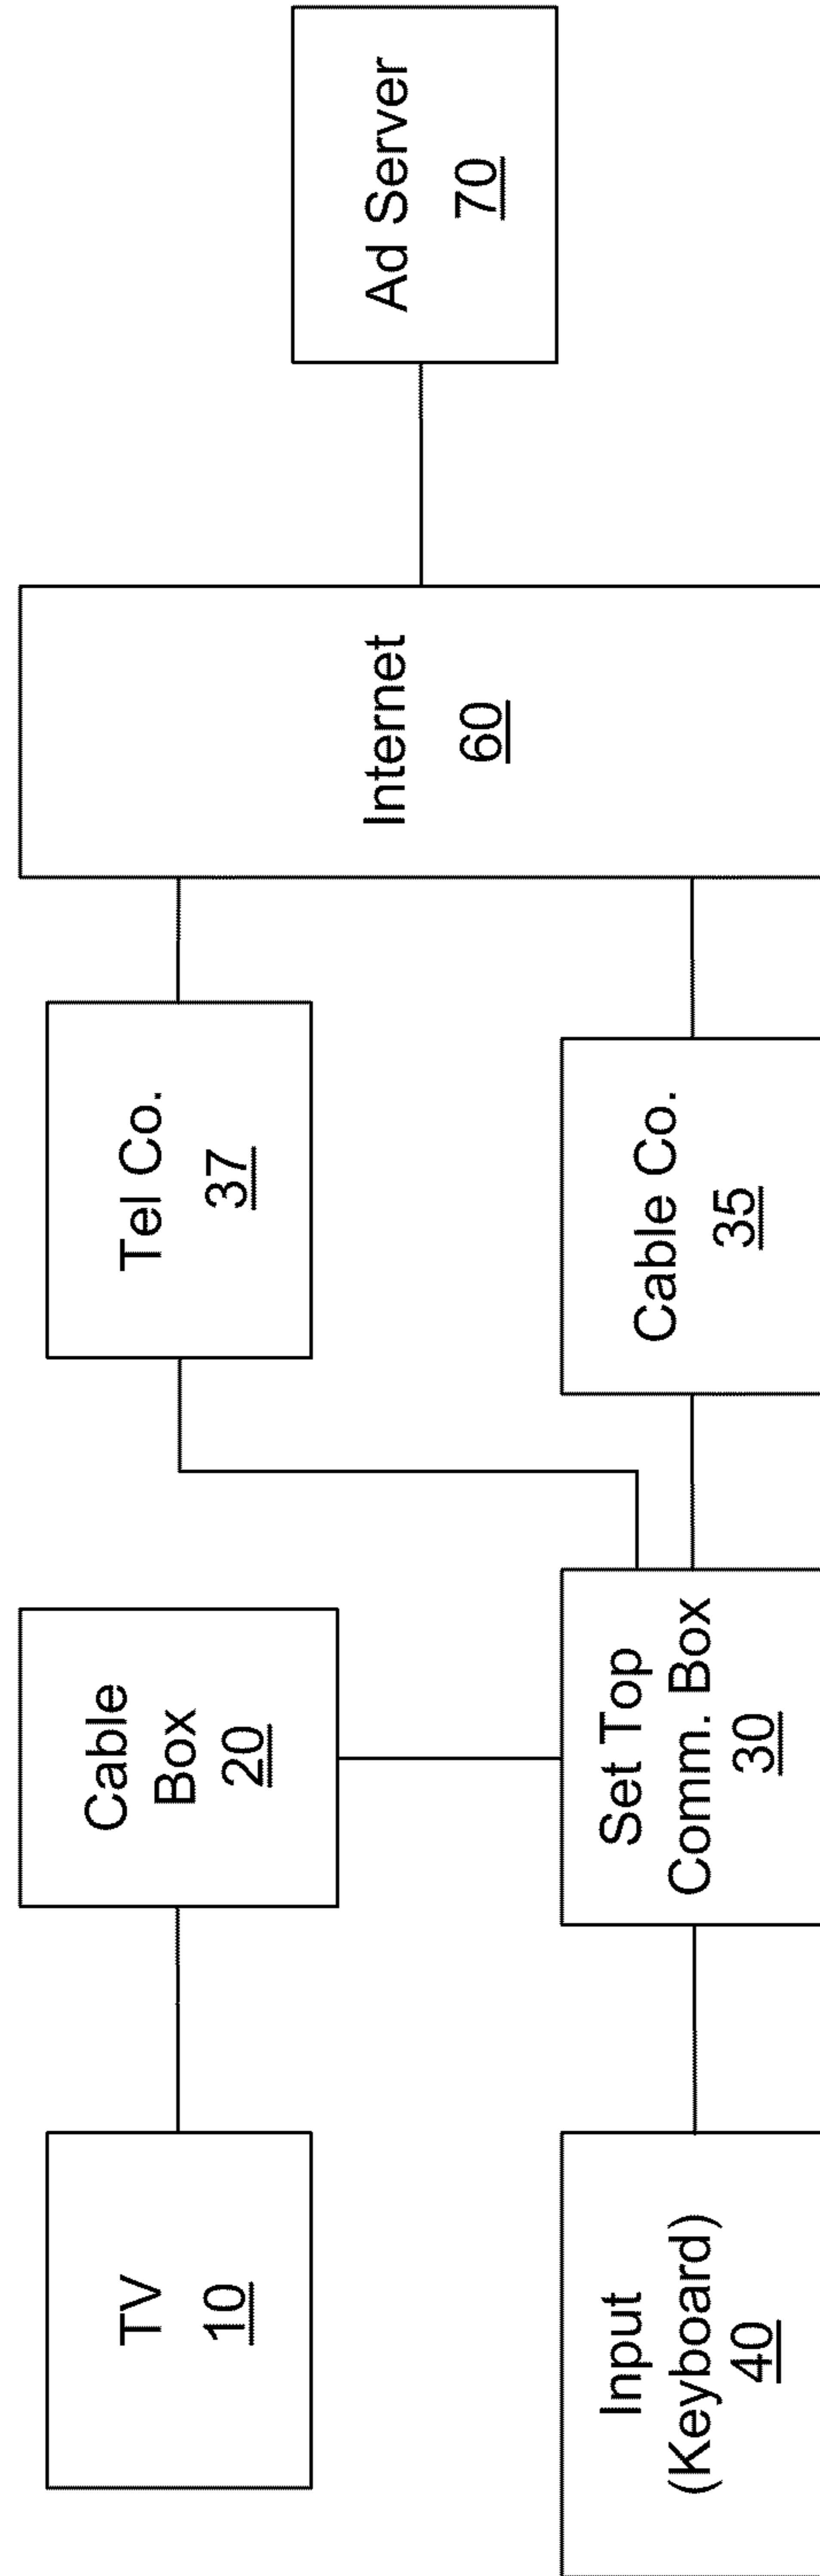 TV
10
Cable
Box
20
Tel Co.
37
Internet
60
Ad Server
70
Input
(Keyboard)
40
Set Top
Comm. Box
30
Cable Co.
35